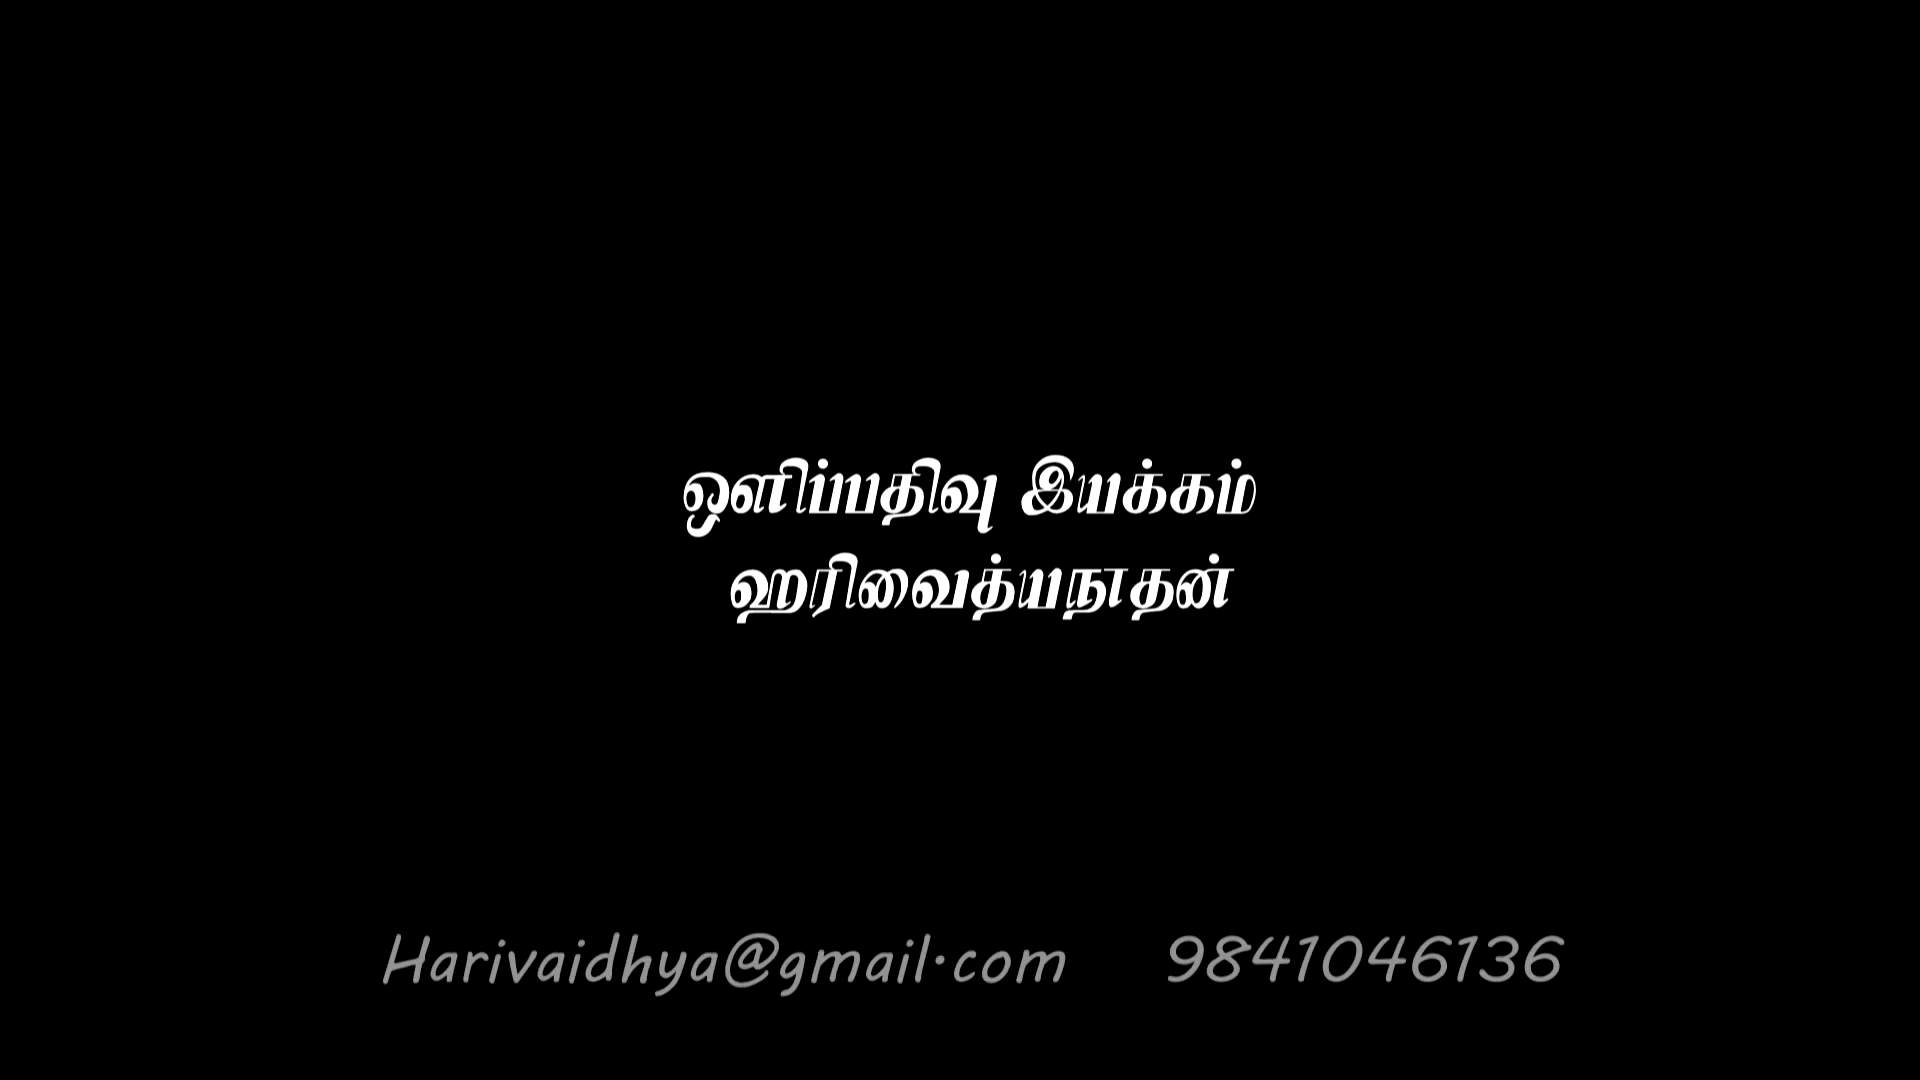 ஒளிப்பதிவு இயக்கம்
ஹரிவைத்யநாதன்
Harivaidhya@gmail.com 9841046136